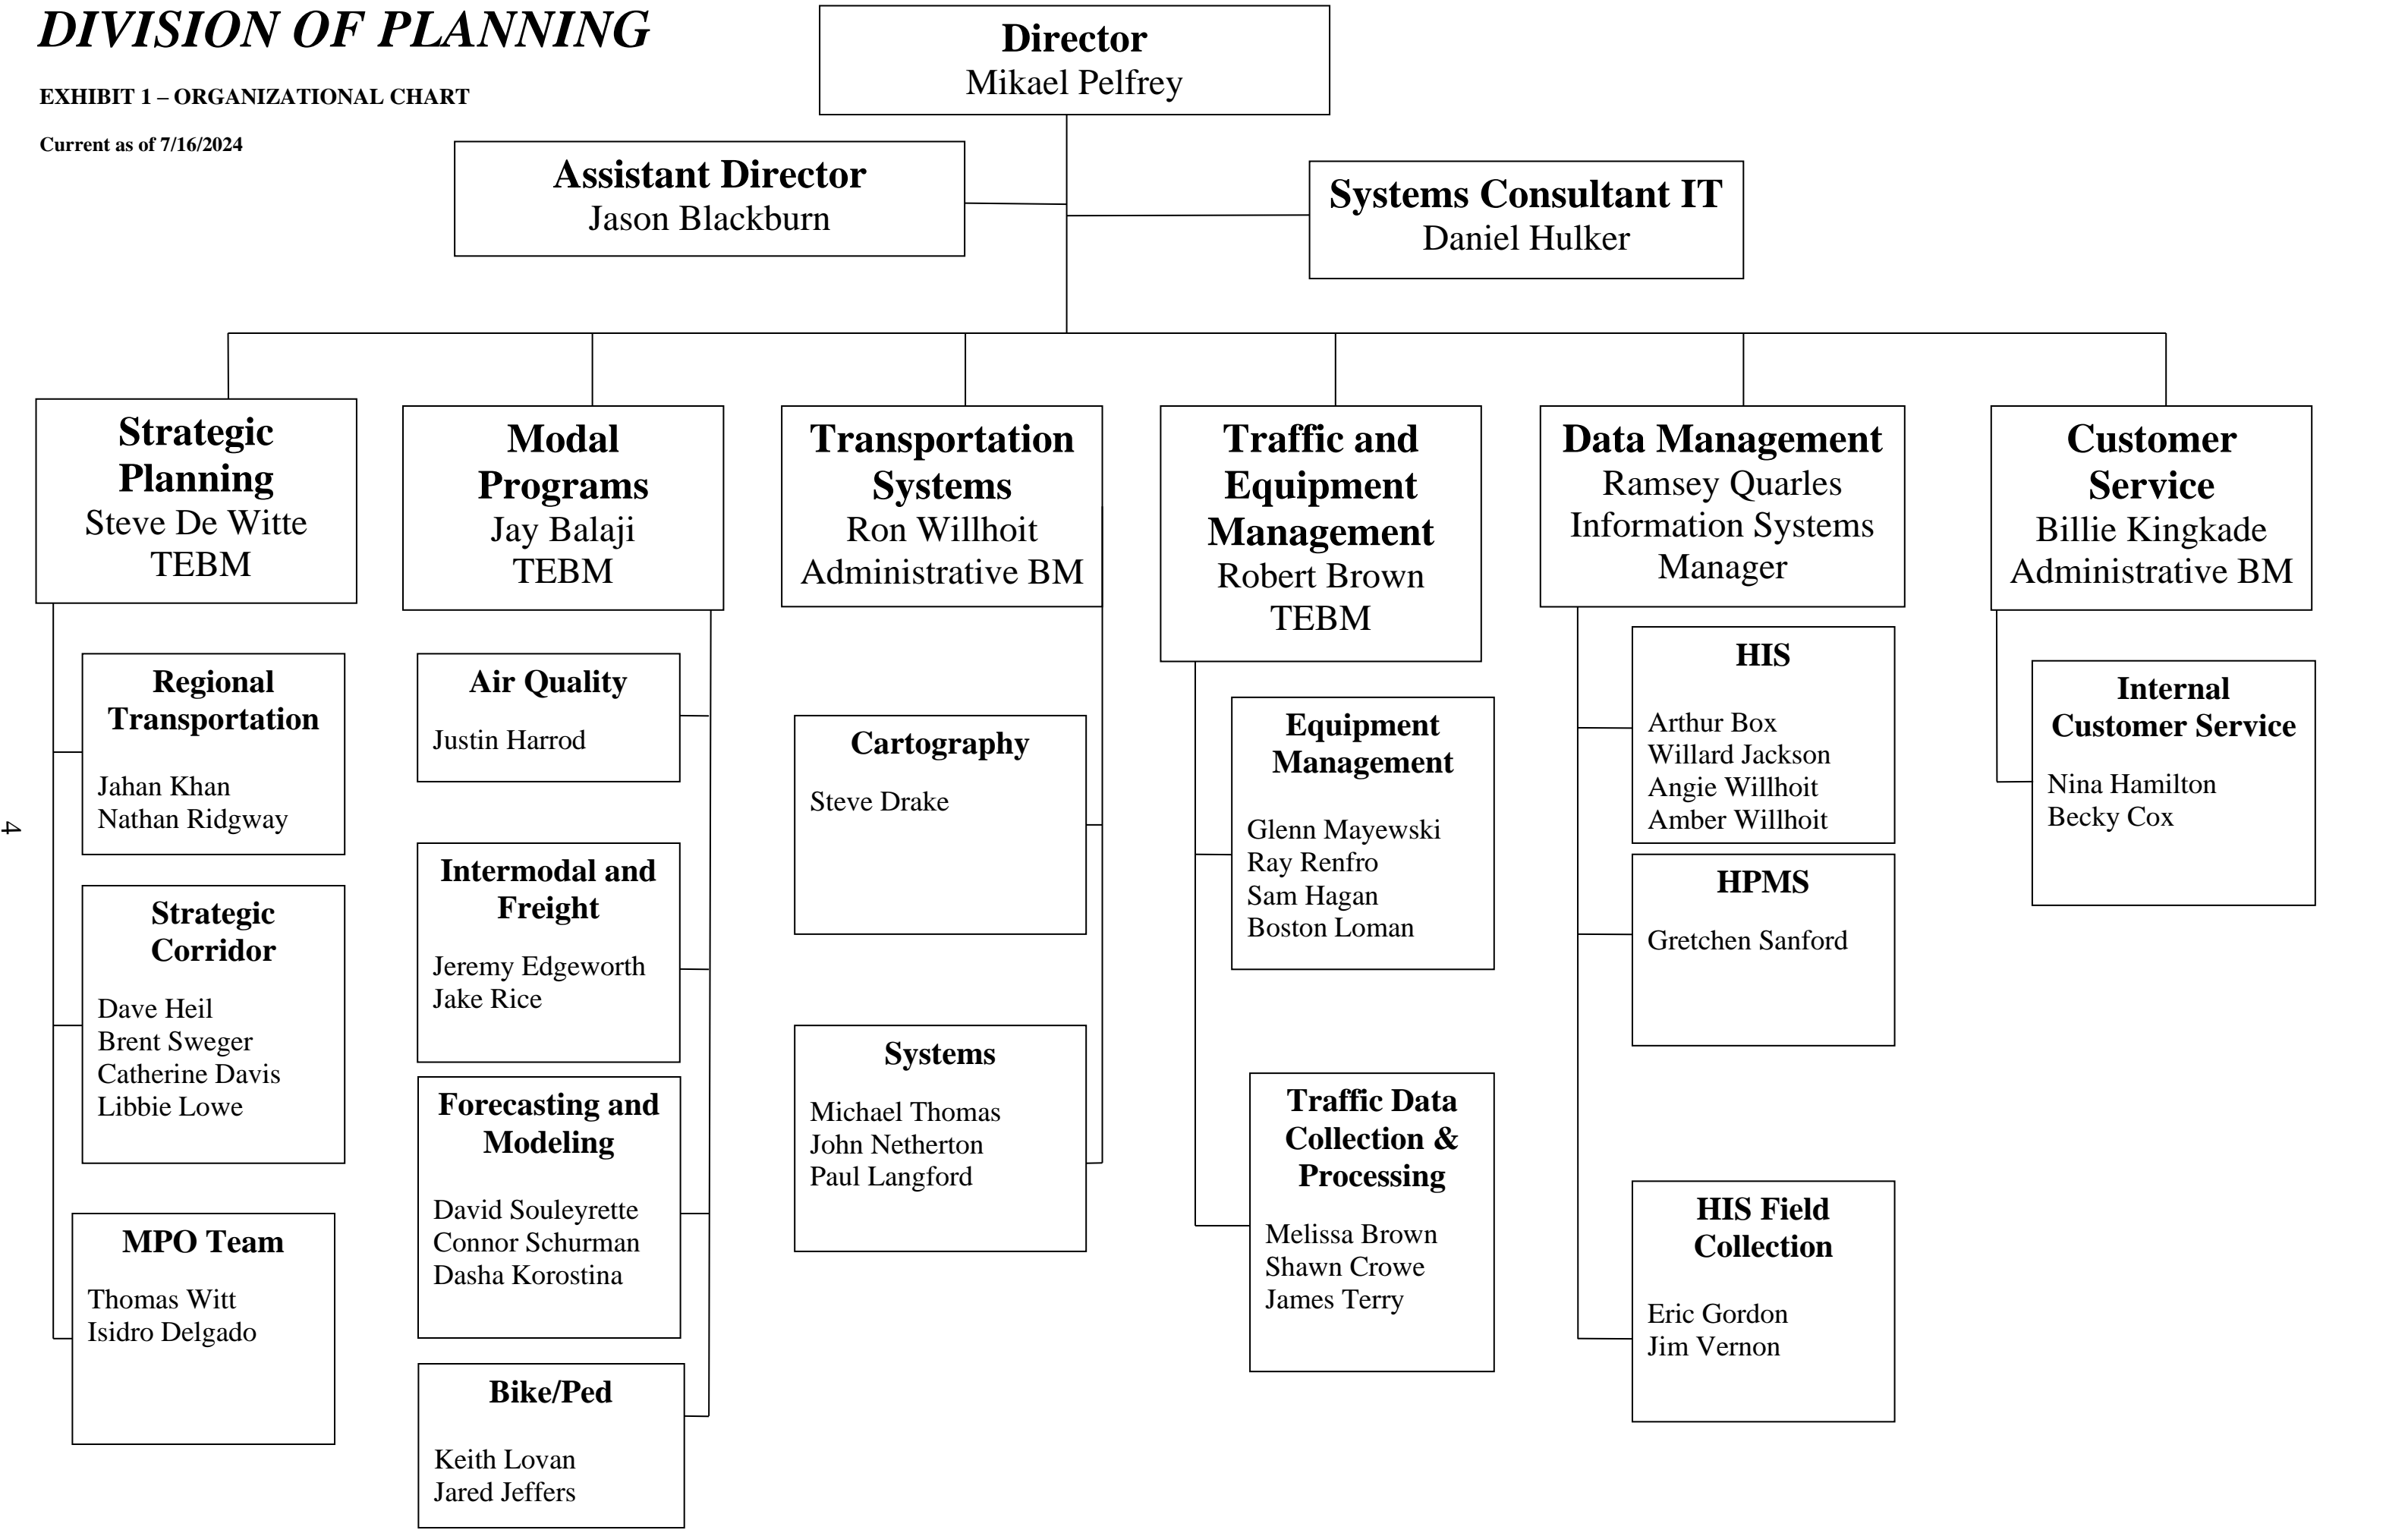 DIVISION OF PLANNING
EXHIBIT 1 – ORGANIZATIONAL CHART
Current as of 7/16/2024
Director
Mikael Pelfrey
Assistant Director
Jason Blackburn
Systems Consultant IT
Daniel Hulker
Strategic
Planning
Steve De Witte
TEBM
Regional
Transportation
Jahan Khan
Nathan Ridgway
Strategic
Corridor
Dave Heil
Brent Sweger
Catherine Davis
Libbie Lowe
MPO Team
Thomas Witt
Isidro Delgado
Modal
Programs
Jay Balaji
TEBM
Air Quality
Justin Harrod
Intermodal and
Freight
Jeremy Edgeworth
Jake Rice
Forecasting and
Modeling
David Souleyrette
Connor Schurman
Dasha Korostina
Bike/Ped
Keith Lovan
Jared Jeffers
Transportation
Systems
Ron Willhoit
Administrative BM
Cartography
Steve Drake
Systems
Michael Thomas
John Netherton
Paul Langford
Traffic and
Equipment
Management
Robert Brown
TEBM
Equipment
Management
Glenn Mayewski
Ray Renfro
Sam Hagan
Boston Loman
Traffic Data
Collection &
Processing
Melissa Brown
Shawn Crowe
James Terry
Data Management
Ramsey Quarles
Information Systems
Manager
HIS
Arthur Box
Willard Jackson
Angie Willhoit
Amber Willhoit
HPMS
Gretchen Sanford
HIS Field
Collection
Eric Gordon
Jim Vernon
Customer
Service
Billie Kingkade
Administrative BM
Internal
Customer Service
Nina Hamilton
Becky Cox
4